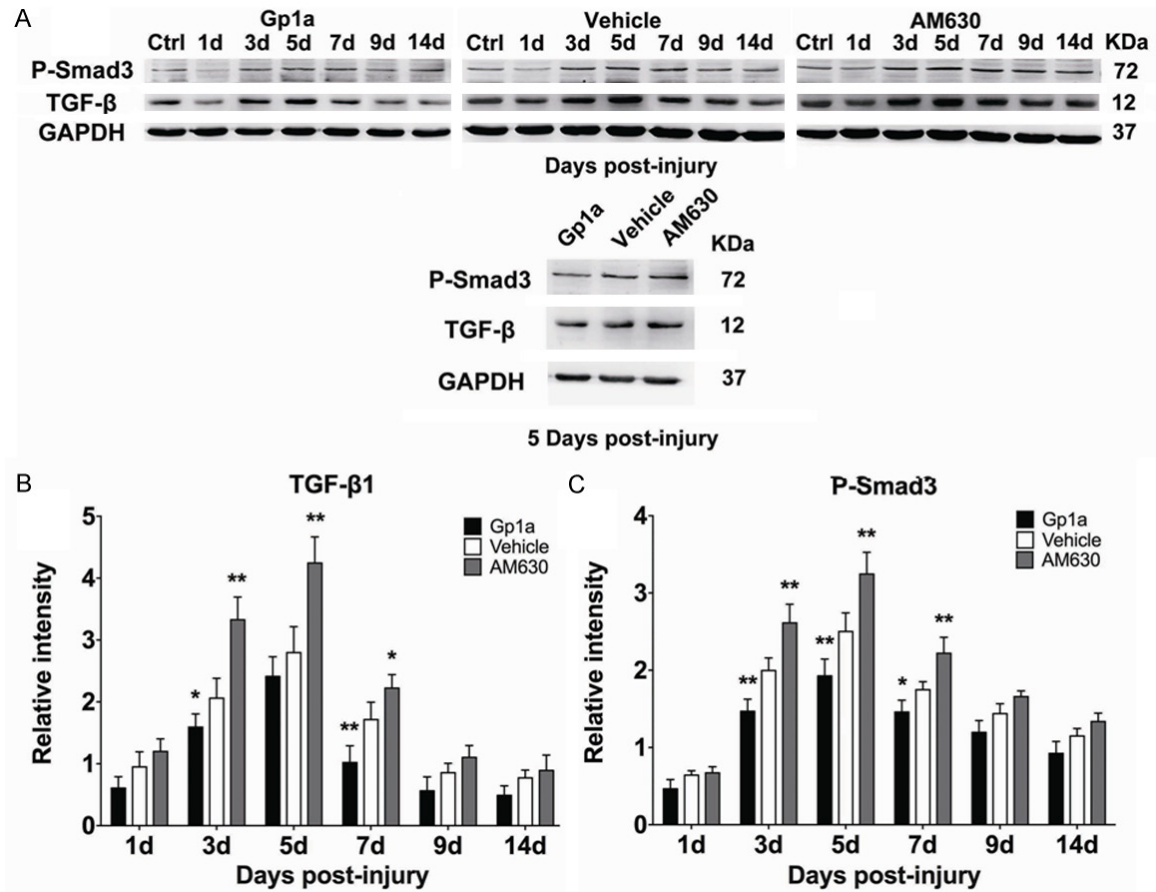 A
Gp1a Vehicle AM630
Ctrl 1d 3d 5d 7d 9d 14d Ctrl 1d 3d 5d 7d 9d 14d Ctrl 1d 3d 5d 7d 9d 14d KDa
P-Smad3 72
TGF-β 12
GAPDH 37
Days post-injury
Gp1a Vehicle AM630 KDa
P-Smad3 72
TGF-β 12
GAPDH 37
5 Days post-injury
B
TGF-β1
Relative intensity
5
4
3
2
1
0
Gp1a
Vehicle
AM630
* ** ** ** *
1d 3d 5d 7d 9d 14d
Days post-injury
C
P-Smad3
Relative intensity
4
3
2
1
0
Gp1a
Vehicle
AM630
** ** ** ** * **
1d 3d 5d 7d 9d 14d
Days post-injury